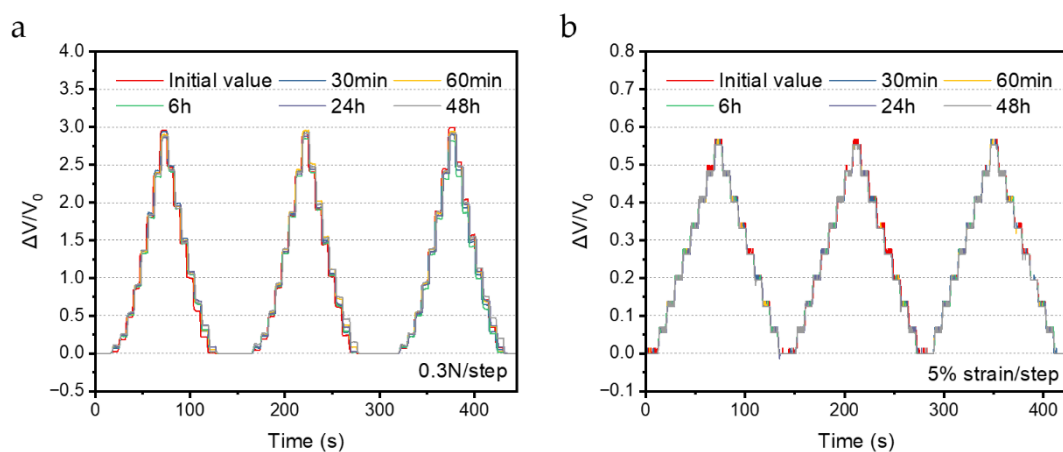 a
4.0
3.5
3.0
2.5
2.0
1.5
1.0
0.5
0.0
−0.5
ΔV/V0
Initial value 30min 60min
6h 24h 48h
0.3N/step
0 100 200 300 400
Time (s)
b
0.8
0.7
0.6
0.5
0.4
0.3
0.2
0.1
0.0
−0.1
ΔV/V0
Initial value 30min 60min
6h 24h 48h
5% strain/step
0 100 200 300 400
Time (s)